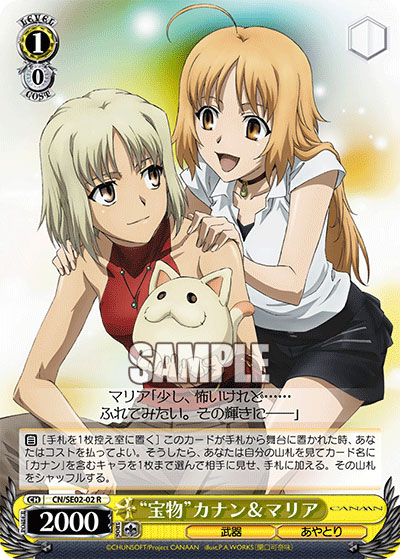 LEVEL
1
0
COST
SAMPLE
マリア「少し、怖いけれど……
ふれてみたい。その輝きに――」
自 [手札を1枚控え室に置く] このカードが手札から舞台に置かれた時、あな
たはコストを払ってよい。そうしたら、あなたは自分の山札を見てカード名に
「カナン」を含むキャラを1枚まで選んで相手に見せ、手札に加える。その山札
をシャッフルする。
CH CN/SE02-02 R
2000
"宝物"カナン&マリア
CANAAN
武器 あやとり
©CHUNSOFT/Project CANAAN illust.P.A.WORKS(関口可奈味)